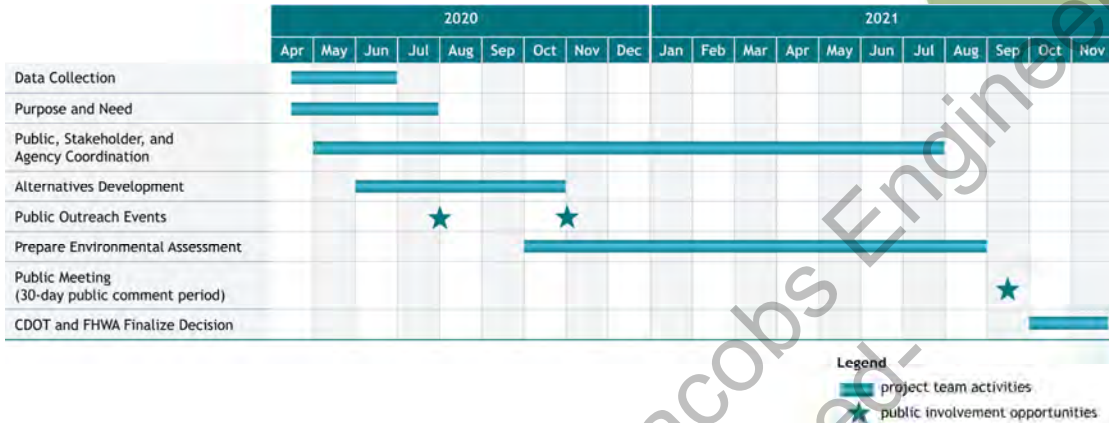 2020 2021
Apr May Jun Jul Aug Sep Oct Nov Dec Jan Feb Mar Apr May Jun Jul Aug Sep Oct Nov
Data Collection
Purpose and Need
Public, Stakeholder, and
Agency Coordination
Alternatives Development
Public Outreach Events
Prepare Environmental Assessment
Public Meeting
(30-day public comment period)
CDOT and FHWA Finalize Decision
Legend
project team activities
public involvement opportunities